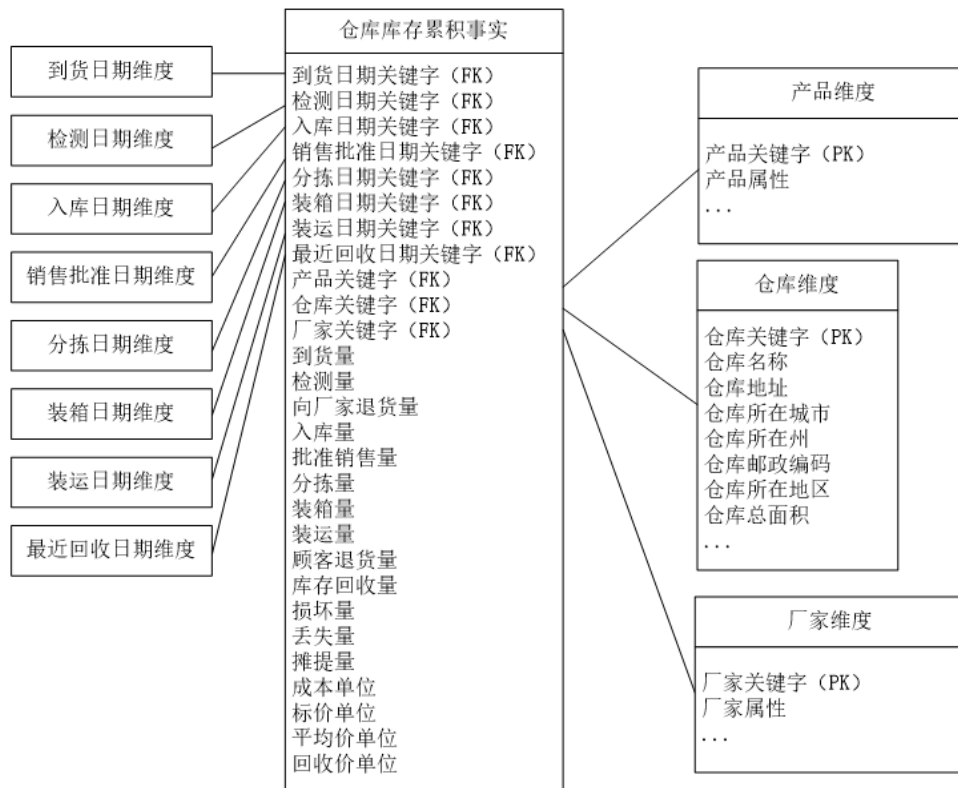 到货日期维度
检测日期维度
入库日期维度
销售批准日期维度
分拣日期维度
装箱日期维度
装运日期维度
最近回收日期维度
仓库库存累积事实
到货日期关键字（FK）
检测日期关键字（FK）
入库日期关键字（FK）
销售批准日期关键字（FK）
分拣日期关键字（FK）
装箱日期关键字（FK）
装运日期关键字（FK）
最近回收日期关键字（FK）
产品关键字（FK）
仓库关键字（FK）
厂家关键字（FK）
到货量
检测量
向厂家退货量
入库量
批准销售量
分拣量
装箱量
装运量
顾客退货量
库存回收量
损坏量
丢失量
摊提量
成本单位
标价单位
平均价单位
回收价单位
产品维度
产品关键字（PK）
产品属性
...
仓库维度
仓库关键字（PK）
仓库名称
仓库地址
仓库所在城市
仓库所在州
仓库邮政编码
仓库所在地区
仓库总面积
...
厂家维度
厂家关键字（PK）
厂家属性
...